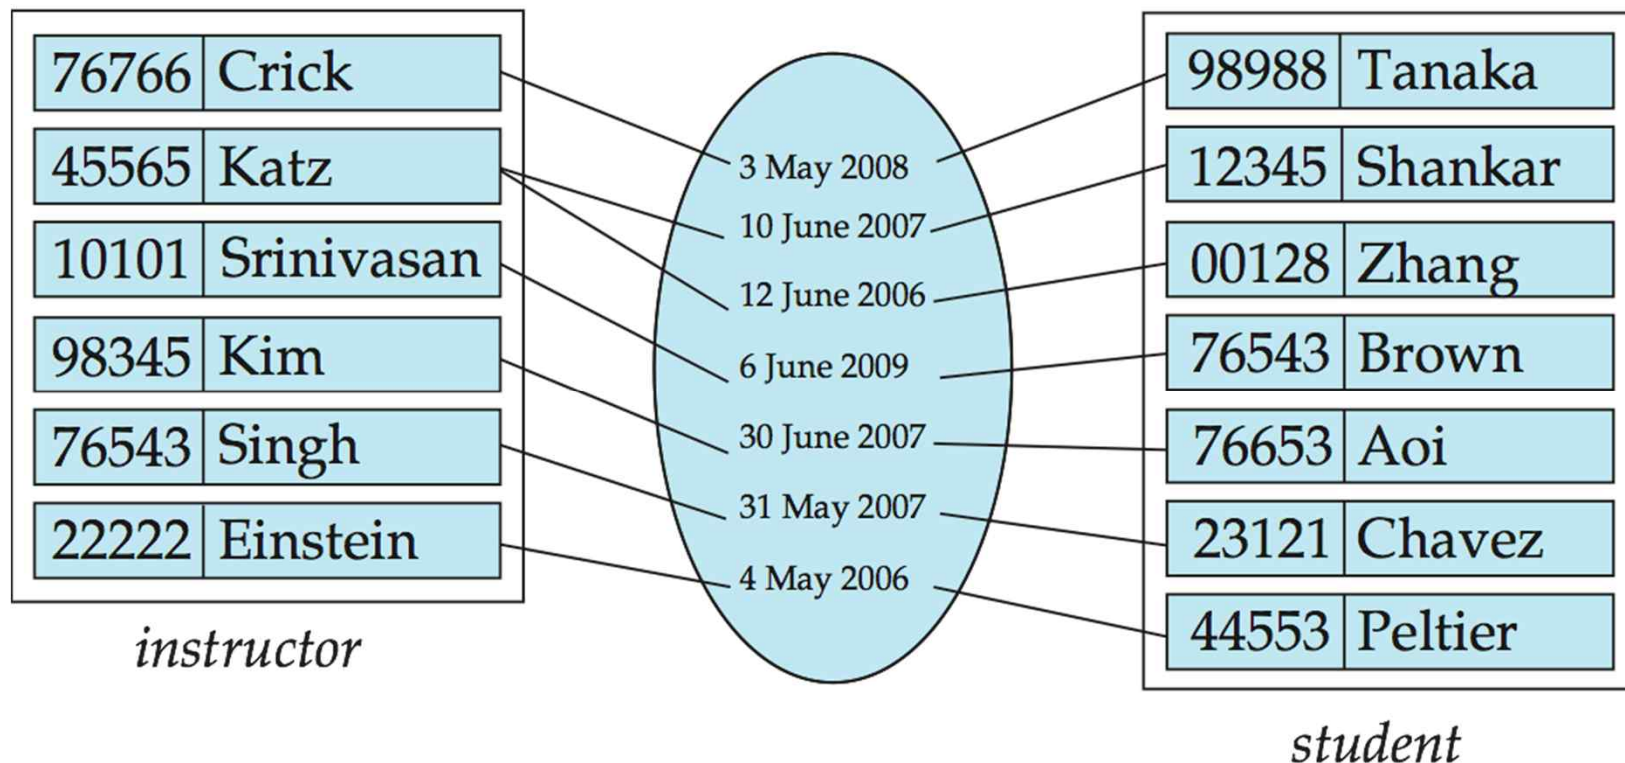 76766 Crick
45565 Katz
10101 Srinivasan
98345 Kim
76543 Singh
22222 Einstein
instructor
3 May 2008
10 June 2007
12 June 2006
6 June 2009
30 June 2007
31 May 2007
4 May 2006
98988 Tanaka
12345 Shankar
00128 Zhang
76543 Brown
76653 Aoi
23121 Chavez
44553 Peltier
student